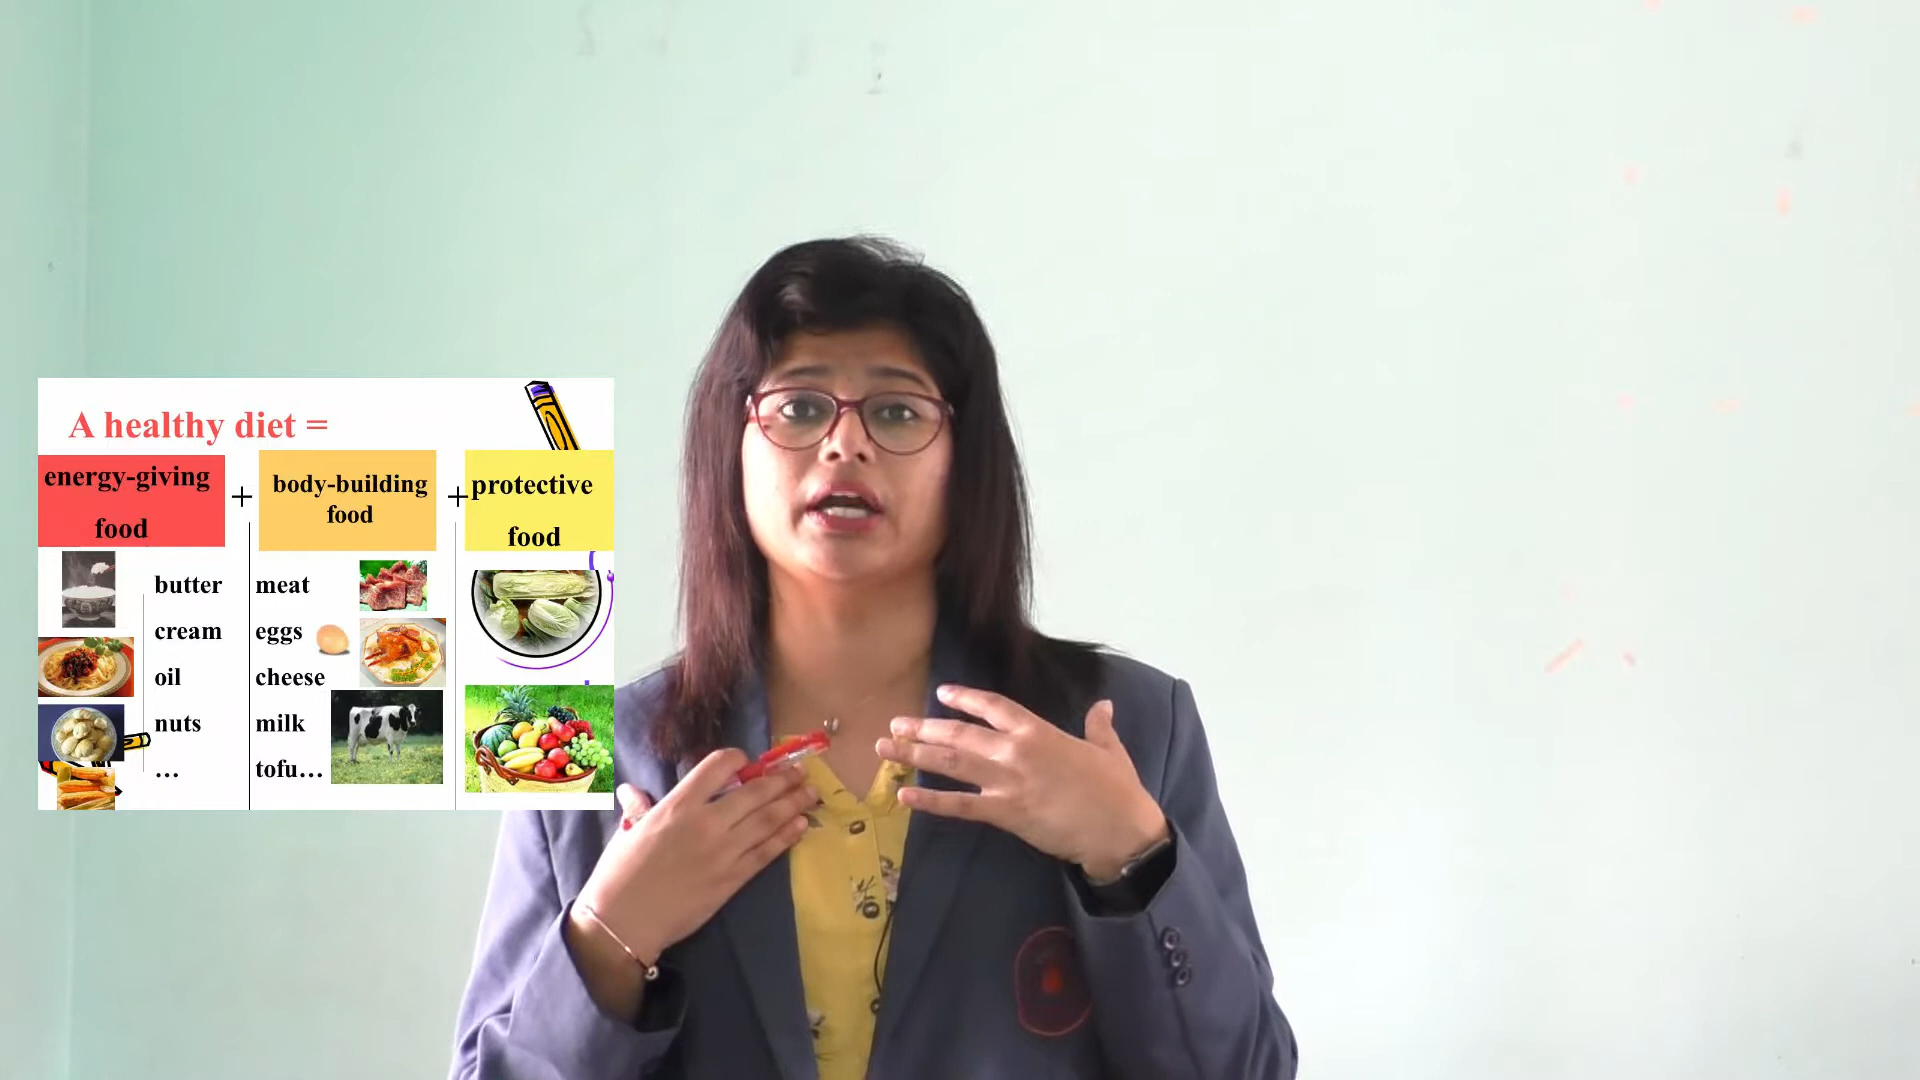 A healthy diet =
energy-giving
food
+
body-building
food
+
protective
food
butter
cream
oil
nuts
...
meat
eggs
cheese
milk
tofu...